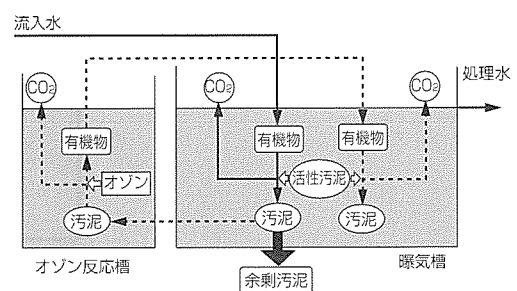 流入水
処理水
CO2
CO2
CO2
有機物
有機物
有機物
オゾン
活性汚泥
汚泥
汚泥
汚泥
オゾン反応槽
曝気槽
余剰汚泥